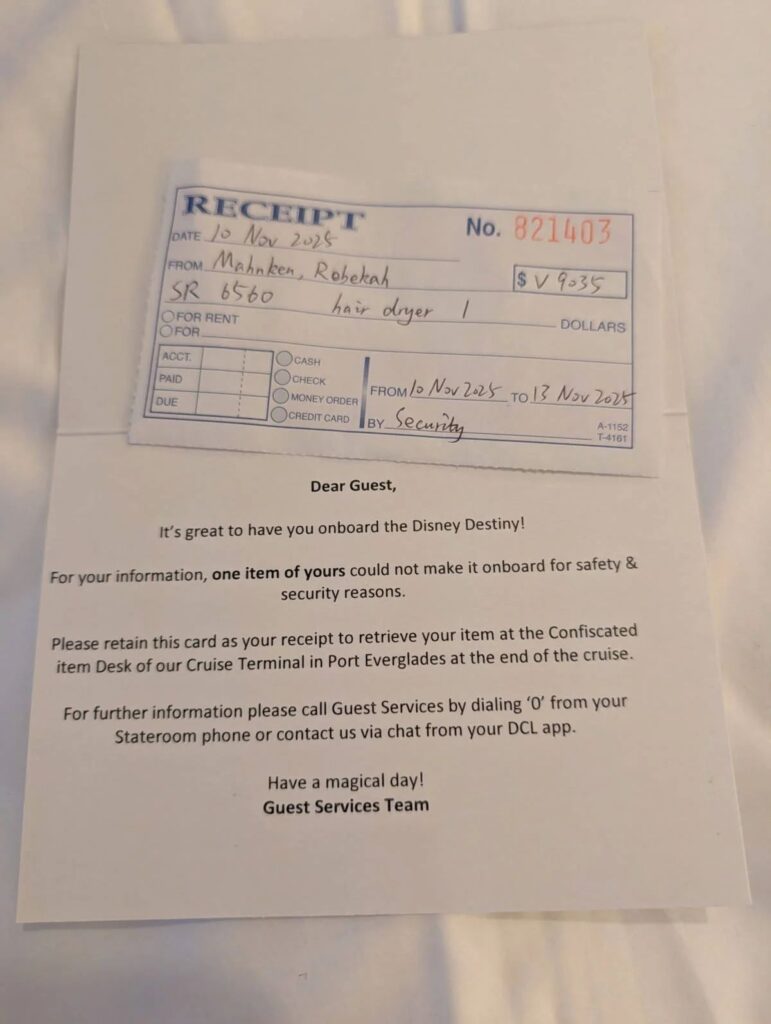 RECEIPT
No. 821403
DATE 10 Nov 2025
FROM Mahnken, Robekah
$ V 9035
SR 6560 hair dryer 1
DOLLARS
FOR RENT
FOR
ACCT.
PAID
DUE
CASH
CHECK
MONEY ORDER
CREDIT CARD
FROM 10 Nov 2025 TO 13 Nov 2025
BY Security
A-1152
T-4161
Dear Guest,
It's great to have you onboard the Disney Destiny!
For your information, one item of yours could not make it onboard for safety &
security reasons.
Please retain this card as your receipt to retrieve your item at the Confiscated
item Desk of our Cruise Terminal in Port Everglades at the end of the cruise.
For further information please call Guest Services by dialing '0' from your
Stateroom phone or contact us via chat from your DCL app.
Have a magical day!
Guest Services Team